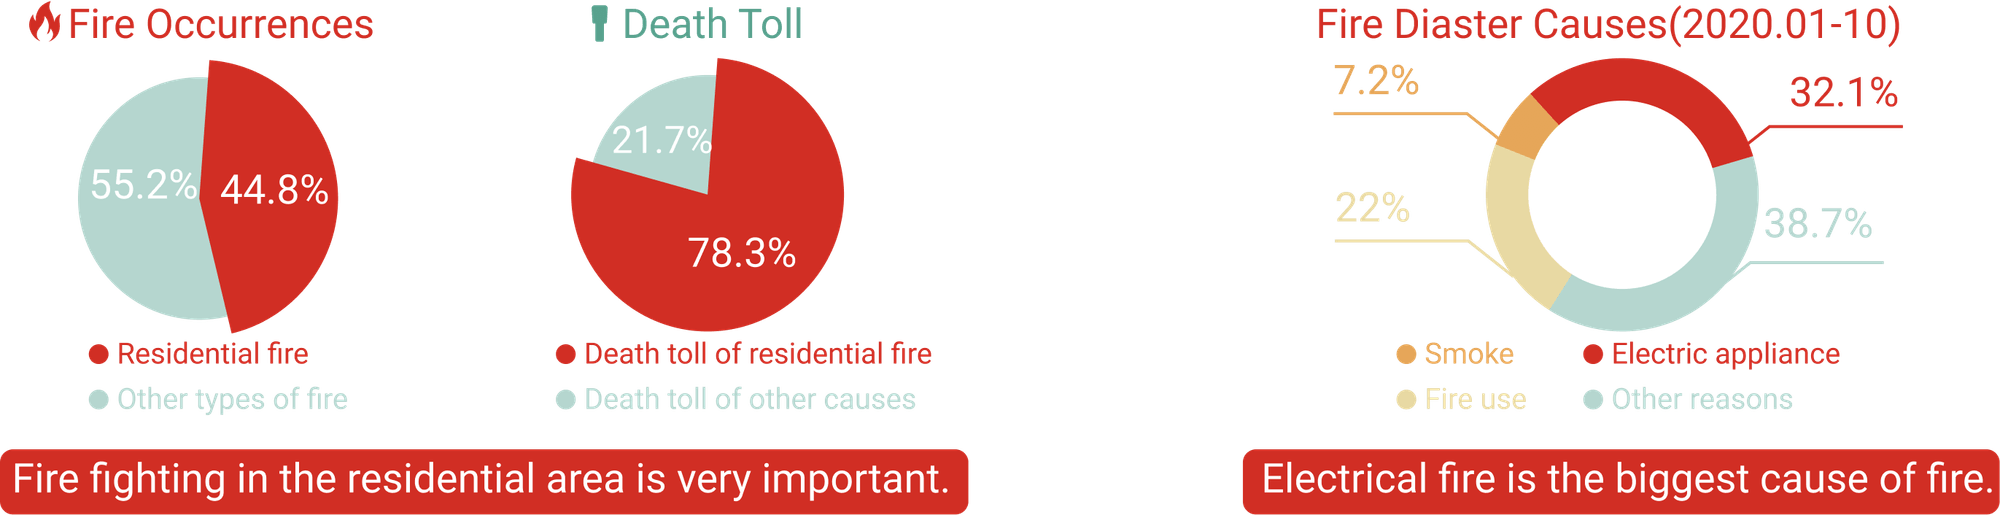 Fire Occurrences
55.2%
44.8%
Residential fire
Other types of fire
Death Toll
21.7%
78.3%
Death toll of residential fire
Death toll of other causes
Fire fighting in the residential area is very important.
Fire Diaster Causes(2020.01-10)
7.2%
32.1%
22%
38.7%
Smoke
Electric appliance
Fire use
Other reasons
Electrical fire is the biggest cause of fire.